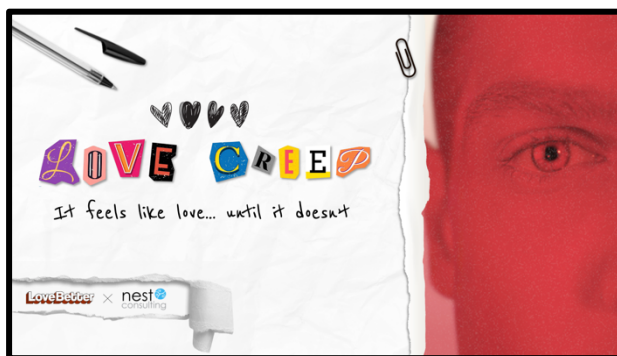 LOVE CREEP
It feels like love... until it doesn't
LoveBetter × nest consulting